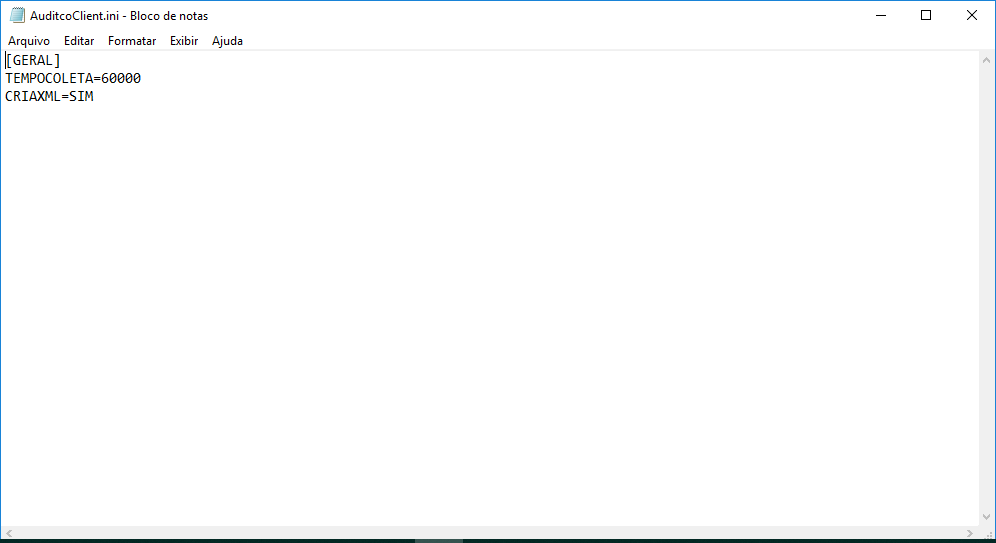 AuditcoClient.ini - Bloco de notas
Arquivo Editar Formatar Exibir Ajuda
[GERAL]
TEMPOCOLETA=60000
CRIAXML=SIM